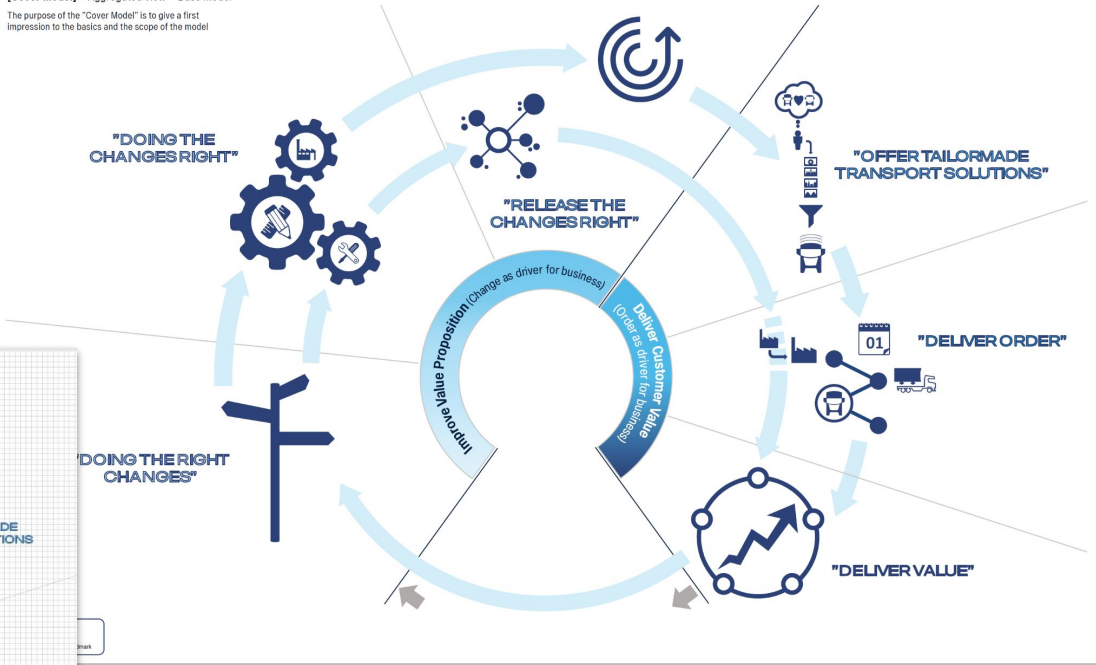 The purpose of the "Cover Model" is to give a first
impression to the basics and the scope of the model
"DOING THE
CHANGES RIGHT"
"RELEASE THE
CHANGES RIGHT"
"OFFER TAILORMADE
TRANSPORT SOLUTIONS"
Improve Value Proposition (Change as driver for business)
Deliver Customer Value
(Order as driver for business)
01
"DELIVER ORDER"
"DOING THE RIGHT
CHANGES"
DE
TIONS
"DELIVER VALUE"
dmark